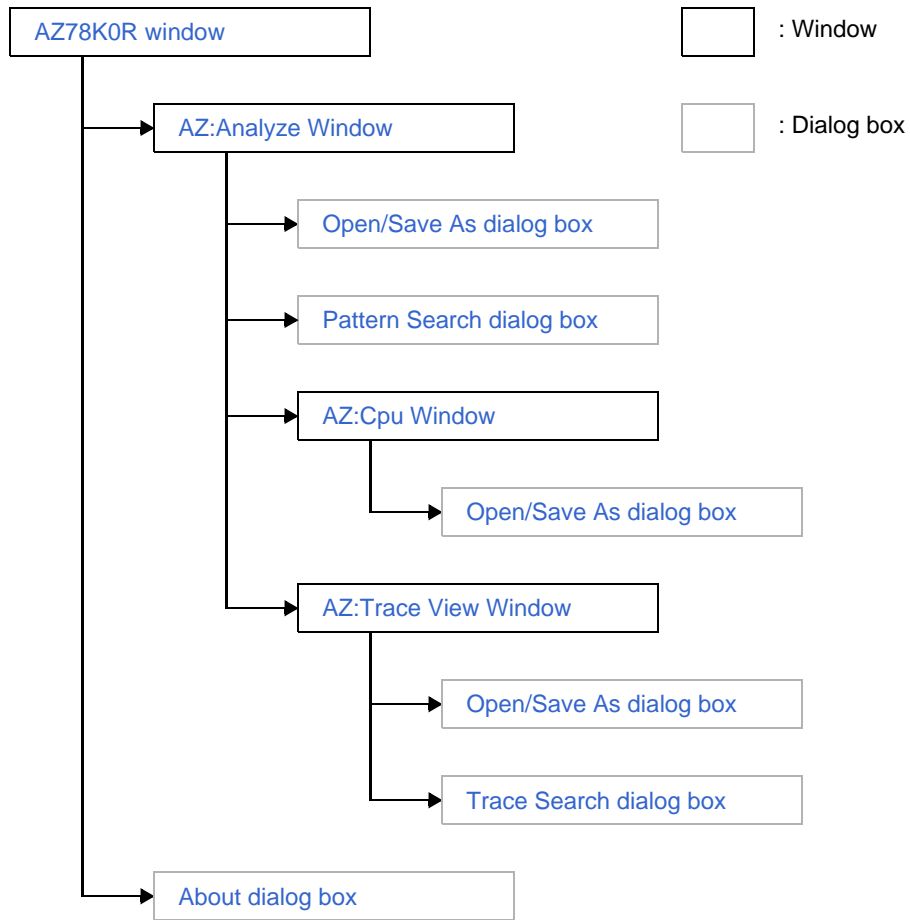 AZ78K0R window
: Window
AZ:Analyze Window
: Dialog box
Open/Save As dialog box
Pattern Search dialog box
AZ:Cpu Window
Open/Save As dialog box
AZ:Trace View Window
Open/Save As dialog box
Trace Search dialog box
About dialog box